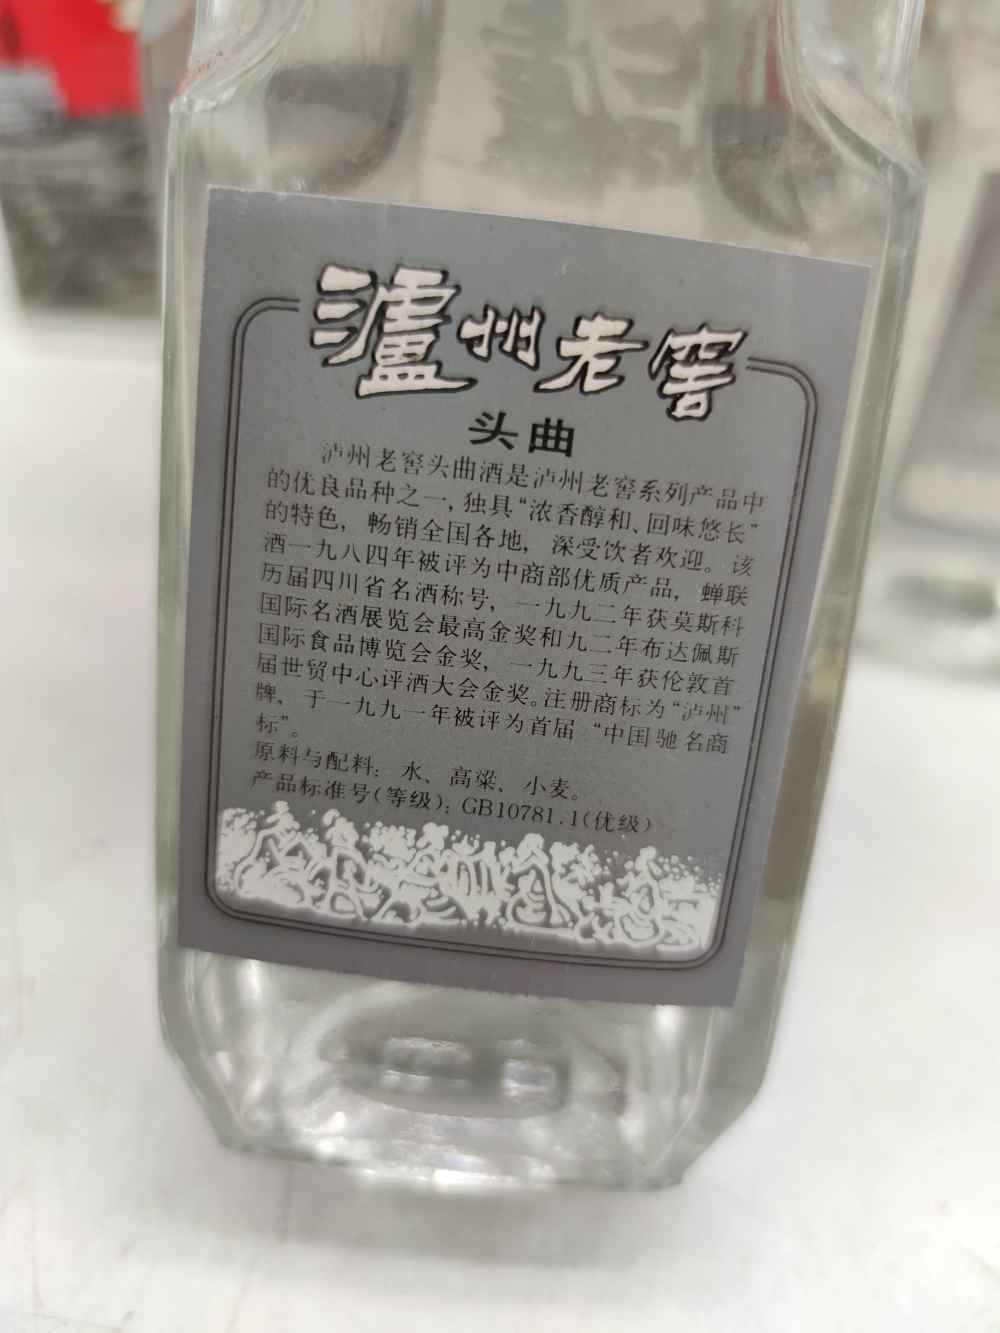 泸州老窖
头曲
泸州老窖头曲酒是泸州老窖系列产品中
的优良品种之一，独具“浓香醇和、回味悠长”
的特色，畅销全国各地，深受饮者欢迎。该
酒一九八四年被评为中商部优质产品，蝉联
历届四川省名酒称号，一九九二年获莫斯科
国际名酒展览会最高金奖和九二年布达佩斯
国际食品博览会金奖，一九九三年获伦敦首
届世贸中心评酒大会金奖。注册商标为“泸州”
牌，于一九九一年被评为首届“中国驰名商
标”。
原料与配料：水、高粱、小麦。
产品标准号(等级)：GB10781.1(优级)